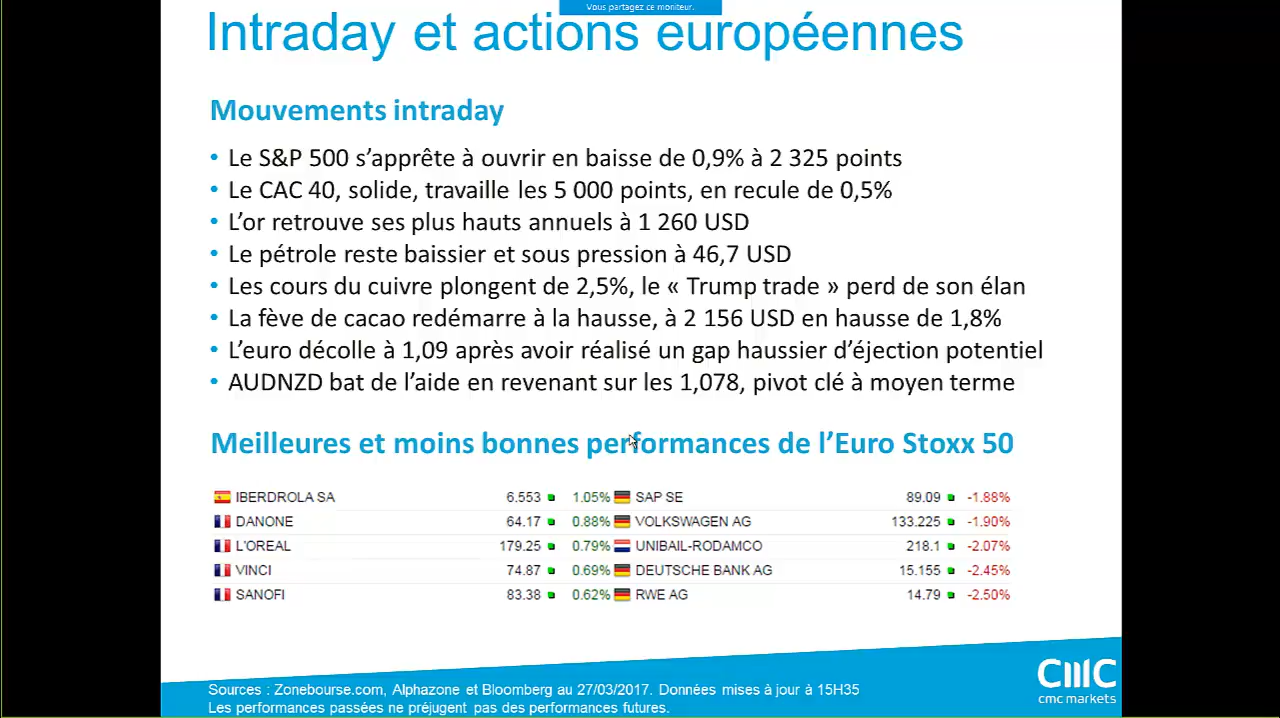 Vous partagez ce moniteur.
Intraday et actions européennes
Mouvements intraday
• Le S&P 500 s’apprête à ouvrir en baisse de 0,9% à 2 325 points
• Le CAC 40, solide, travaille les 5 000 points, en recule de 0,5%
• L’or retrouve ses plus hauts annuels à 1 260 USD
• Le pétrole reste baissier et sous pression à 46,7 USD
• Les cours du cuivre plongent de 2,5%, le « Trump trade » perd de son élan
• La fève de cacao redémarre à la hausse, à 2 156 USD en hausse de 1,8%
• L’euro décolle à 1,09 après avoir réalisé un gap haussier d’éjection potentiel
• AUDNZD bat de l’aide en revenant sur les 1,078, pivot clé à moyen terme
Meilleures et moins bonnes performances de l’Euro Stoxx 50
IBERDROLA SA 6.553 1.05% SAP SE 89.09 -1.88%
DANONE 64.17 0.88% VOLKSWAGEN AG 133.225 -1.90%
L'OREAL 179.25 0.79% UNIBAIL-RODAMCO 218.1 -2.07%
VINCI 74.87 0.69% DEUTSCHE BANK AG 15.155 -2.45%
SANOFI 83.38 0.62% RWE AG 14.79 -2.50%
Sources : Zonebourse.com, Alphazone et Bloomberg au 27/03/2017. Données mises à jour à 15H35
Les performances passées ne préjugent pas des performances futures.
CMC
cmc markets